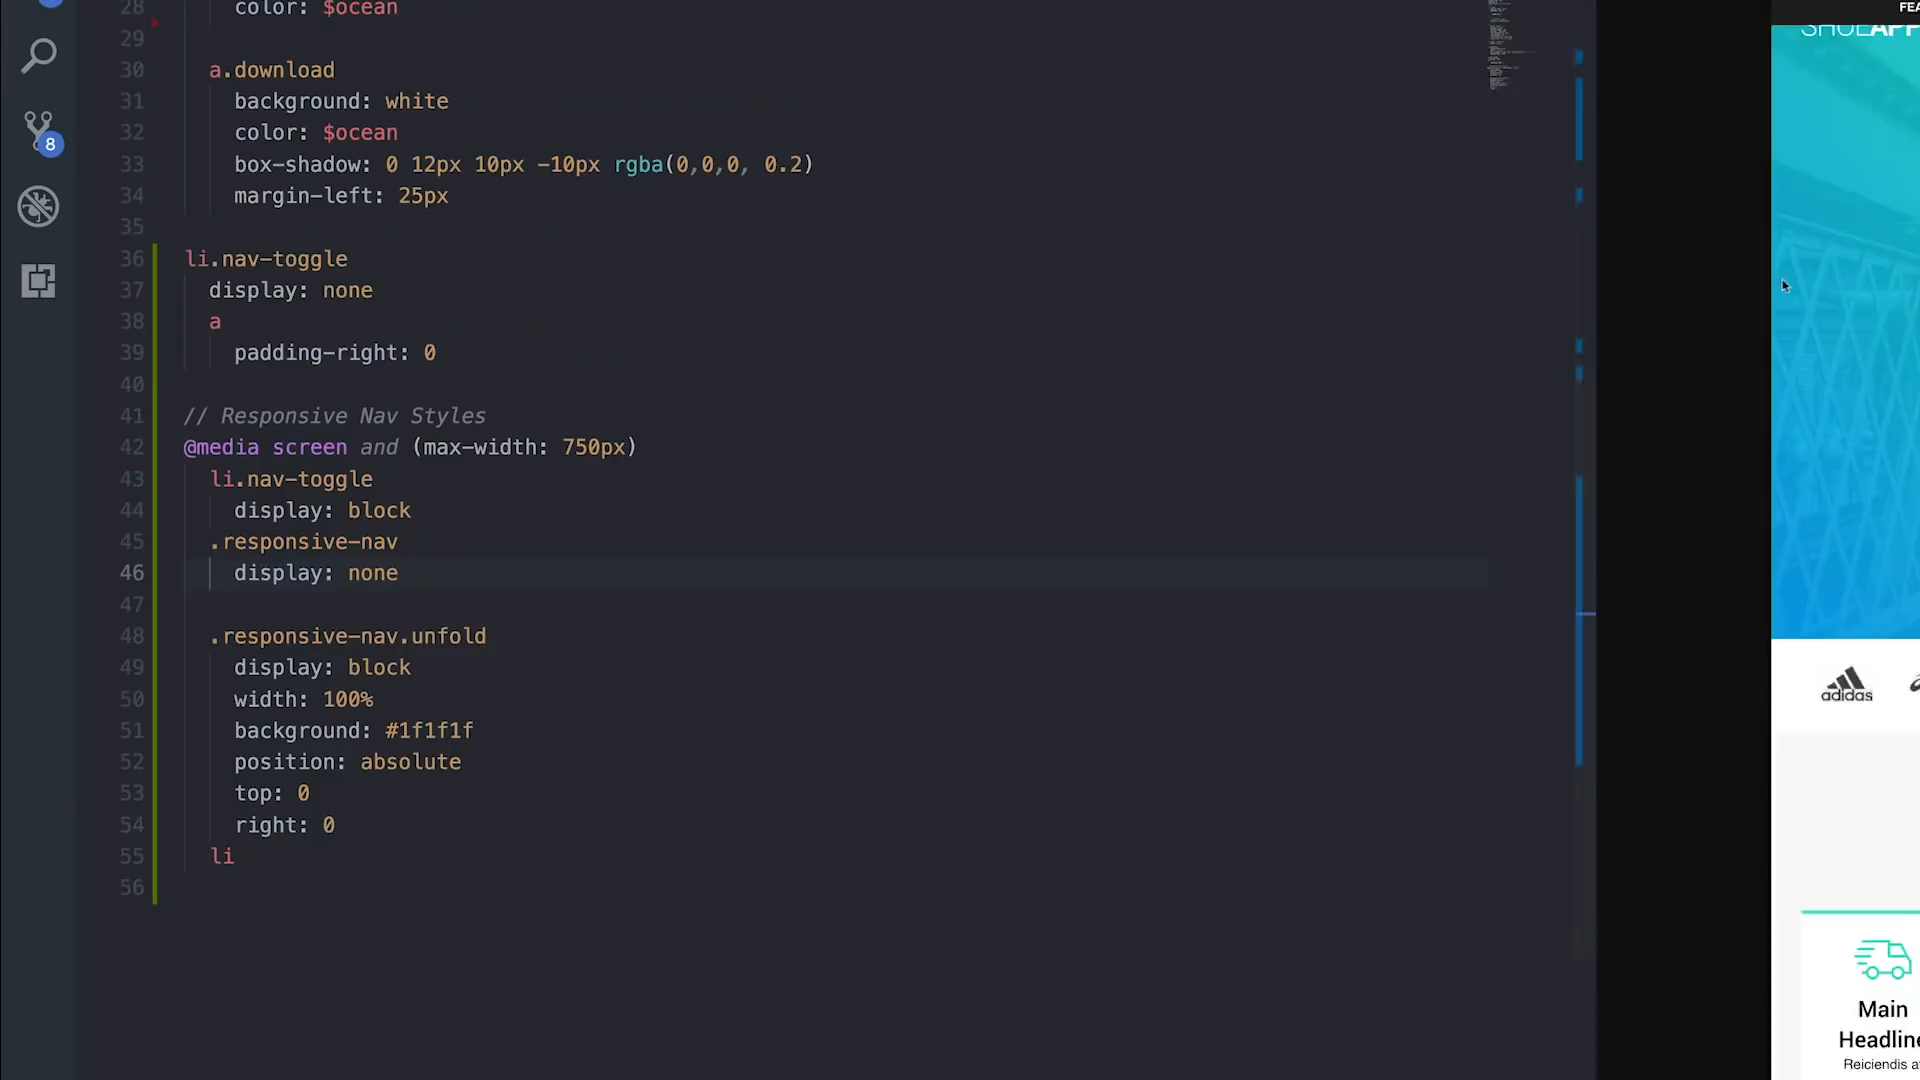 28 color: $ocean
29
30 a.download
31 background: white
32 color: $ocean
33 box-shadow: 0 12px 10px -10px rgba(0,0,0, 0.2)
34 margin-left: 25px
35
36 li.nav-toggle
37 display: none
38 a
39 padding-right: 0
40
41 // Responsive Nav Styles
42 @media screen and (max-width: 750px)
43 li.nav-toggle
44 display: block
45 .responsive-nav
46 display: none
47
48 .responsive-nav.unfold
49 display: block
50 width: 100%
51 background: #1f1f1f
52 position: absolute
53 top: 0
54 right: 0
55 li
56
8
FEA
SHOEAPP
adidas
Main
Headline
Reiciendis a